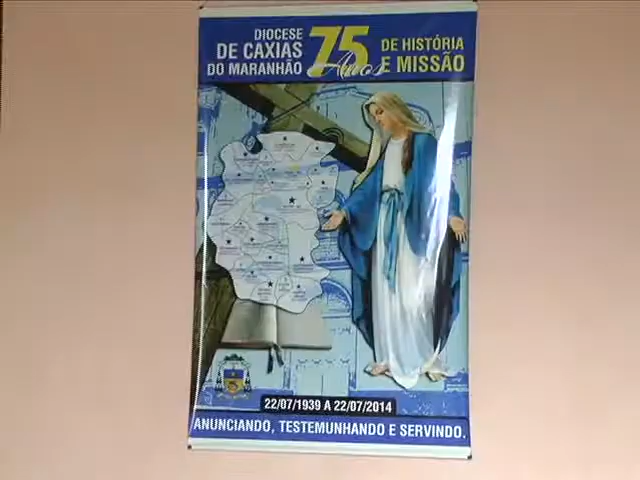 DIOCESE
DE CAXIAS
DO MARANHÃO
75
Anos
DE HISTÓRIA
E MISSÃO
22/07/1939 A 22/07/2014
ANUNCIANDO, TESTEMUNHANDO E SERVINDO.